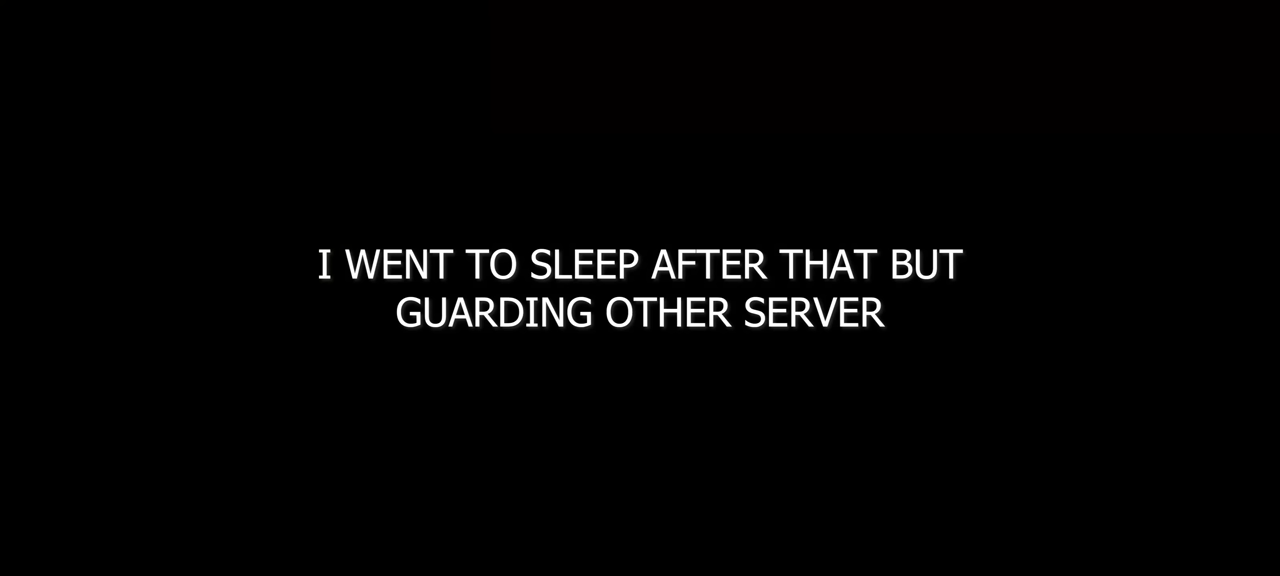 I WENT TO SLEEP AFTER THAT BUT
GUARDING OTHER SERVER